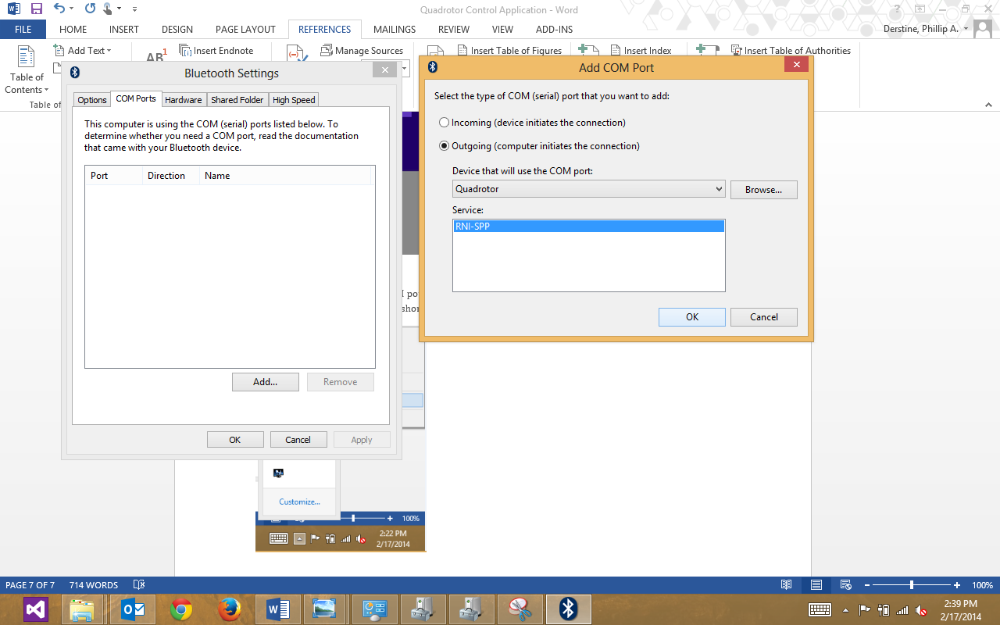 Quadrotor Control Application - Word
FILE
HOME
INSERT
DESIGN
PAGE LAYOUT
REFERENCES
MAILINGS
REVIEW
VIEW
ADD-INS
Derstine, Phillip A.
Table of
Contents
Add Text
Table of
AB1
Insert Endnote
Manage Sources
Insert Table of Figures
Insert Index
Insert Table of Authorities
Bluetooth Settings
Options
COM Ports
Hardware
Shared Folder
High Speed
This computer is using the COM (serial) ports listed below. To
determine whether you need a COM port, read the documentation
that came with your Bluetooth device.
Port
Direction
Name
Add...
Remove
OK
Cancel
Apply
Add COM Port
Select the type of COM (serial) port that you want to add:
Incoming (device initiates the connection)
Outgoing (computer initiates the connection)
Device that will use the COM port:
Quadrotor
Browse...
Service:
RNI-SPP
OK
Cancel
Customize...
100%
2:22 PM
2/17/2014
PAGE 7 OF 7
714 WORDS
100%
2:39 PM
2/17/2014